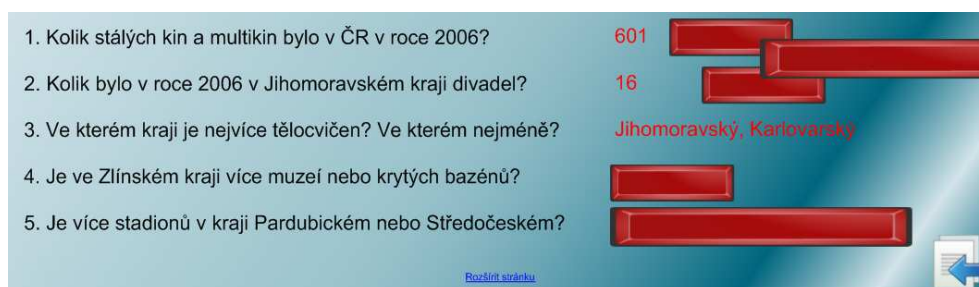 1. Kolik stálých kin a multikin bylo v ČR v roce 2006? 601
2. Kolik bylo v roce 2006 v Jihomoravském kraji divadel? 16
3. Ve kterém kraji je nejvíce tělocvičen? Ve kterém nejméně? Jihomoravský, Karlovarský
4. Je ve Zlínském kraji více muzeí nebo krytých bazénů?
5. Je více stadionů v kraji Pardubickém nebo Středočeském?
Rozšířit stránku